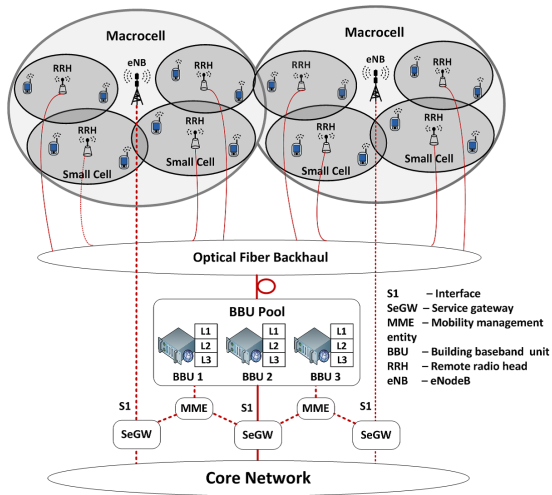 Macrocell
Macrocell
eNB
eNB
RRH
RRH
RRH
RRH
RRH
RRH
RRH
RRH
Small Cell
Small Cell
Small Cell
Small Cell
Optical Fiber Backhaul
BBU Pool
L1
L2
L3
L1
L2
L3
L1
L2
L3
BBU 1
BBU 2
BBU 3
S1 – Interface
SeGW – Service gateway
MME – Mobility management
entity
BBU – Building baseband unit
RRH – Remote radio head
eNB – eNodeB
S1
MME
S1
MME
S1
SeGW
SeGW
SeGW
Core Network